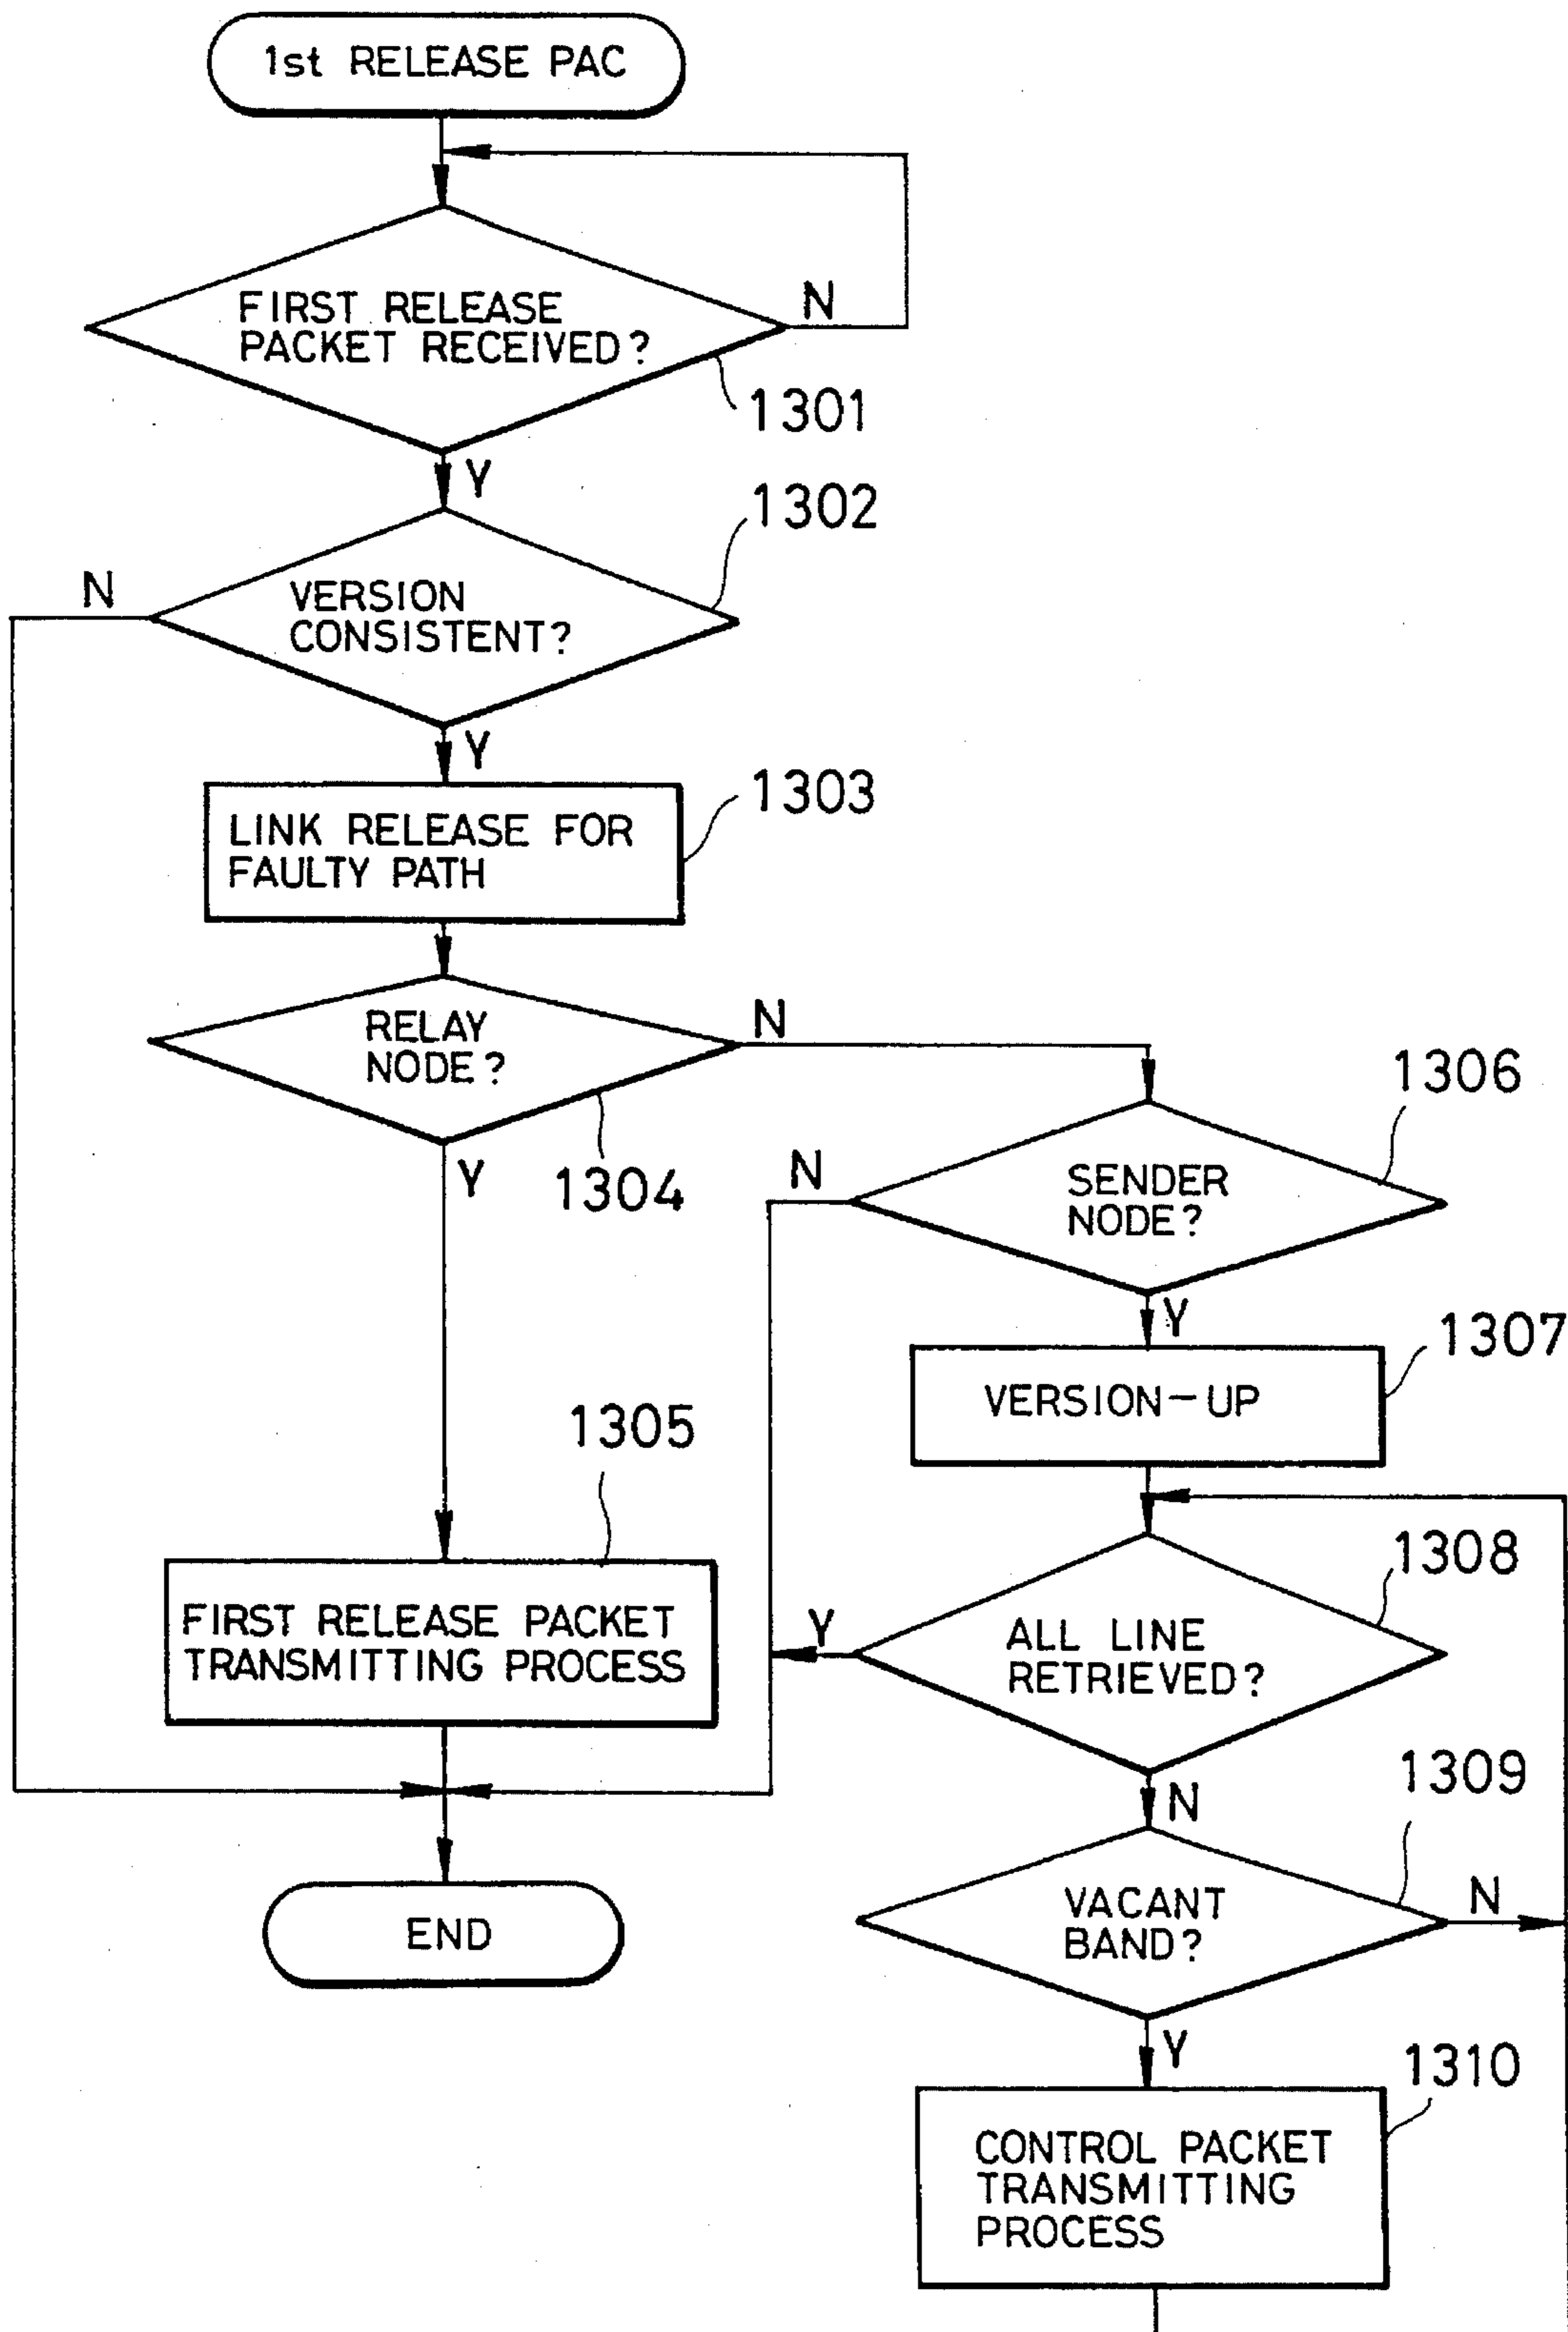 1st RELEASE PAC
FIRST RELEASE
PACKET RECEIVED?
N
1301
Y
1302
N
VERSION
CONSISTENT?
Y
1303
LINK RELEASE FOR
FAULTY PATH
RELAY
NODE?
N
1304
Y
1306
N
SENDER
NODE?
Y
1307
VERSION-UP
1305
FIRST RELEASE PACKET
TRANSMITTING PROCESS
1308
Y
ALL LINE
RETRIEVED?
N
1309
VACANT
BAND?
N
END
Y
1310
CONTROL PACKET
TRANSMITTING
PROCESS